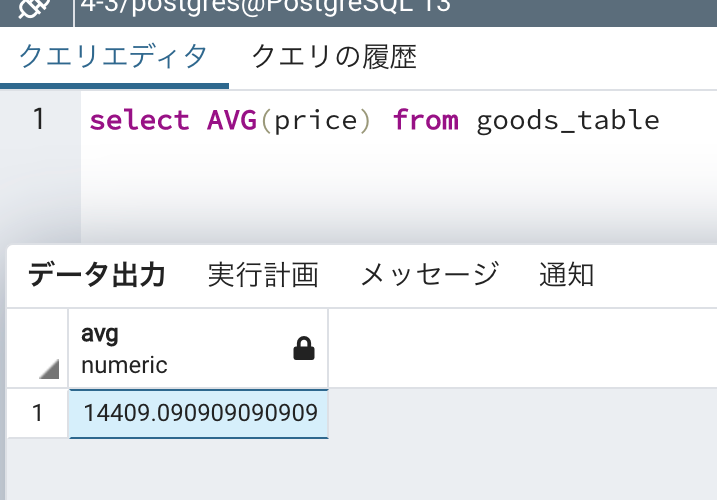 4-3/postgres@PostgreSQL 13
クエリエディタ クエリの履歴
1 select AVG(price) from goods_table
データ出力 実行計画 メッセージ 通知
avg
numeric
1 14409.090909090909